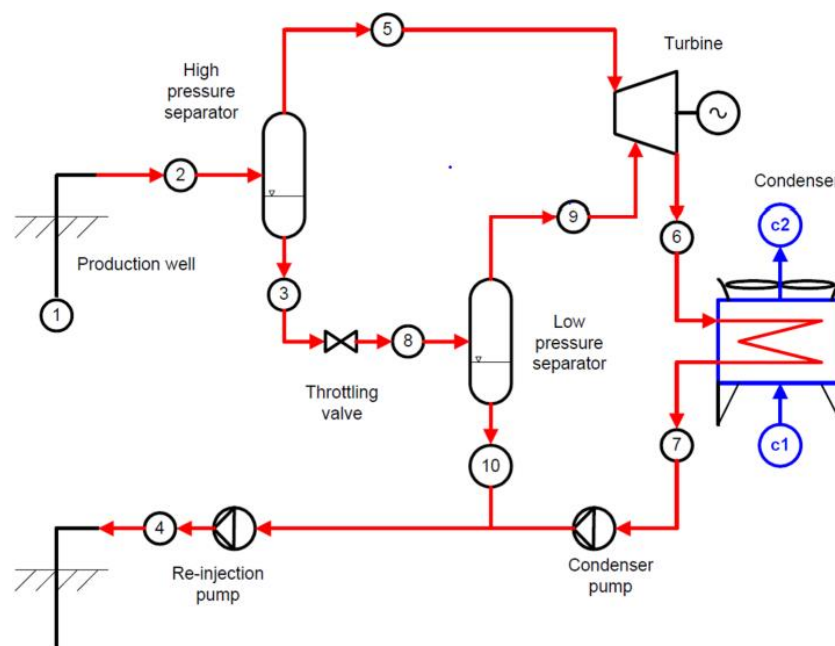 5
Turbine
High
pressure
separator
~
2
Condenser
c2
9
Production well
6
3
1
8
Low
pressure
separator
Throttling
valve
7
c1
10
4
Re-injection
pump
Condenser
pump